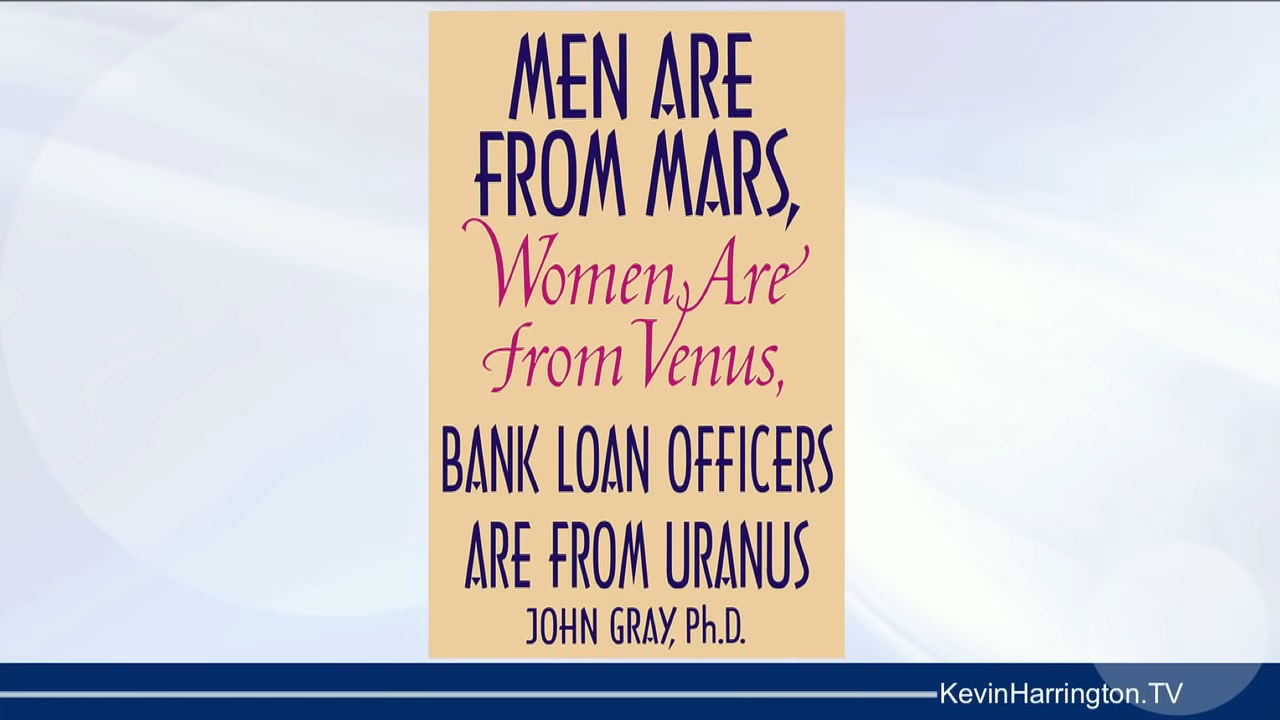 MEN ARE
FROM MARS,
Women Are
from Venus,
BANK LOAN OFFICERS
ARE FROM URANUS
JOHN GRAY, Ph.D.
KevinHarrington.TV